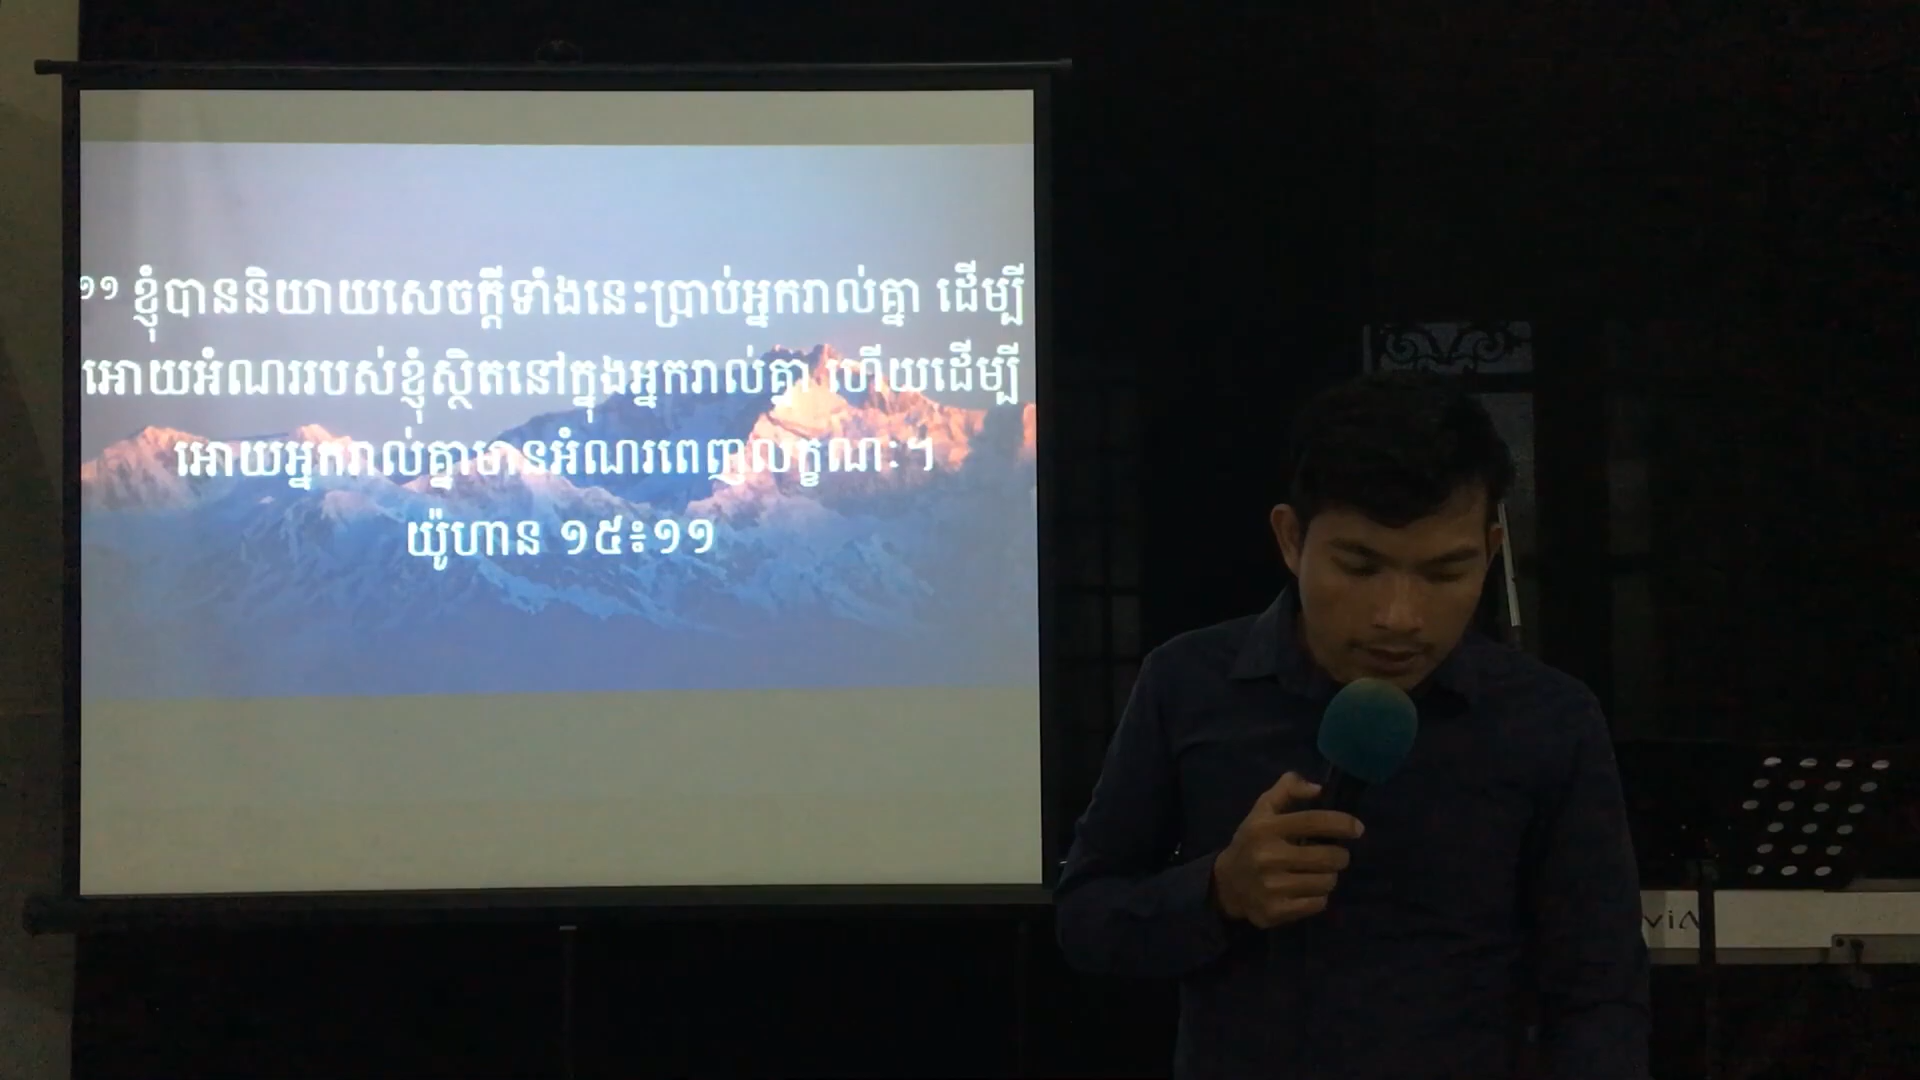 ១១ ខ្ញុំបាននិយាយសេចក្ដីទាំងនេះប្រាប់អ្នករាល់គ្នា ដើម្បី
អោយអំណររបស់ខ្ញុំស្ថិតនៅក្នុងអ្នករាល់គ្នា ហើយដើម្បី
អោយអ្នករាល់គ្នាមានអំណរពេញលក្ខណៈ។
យ៉ូហាន ១៥៖១១